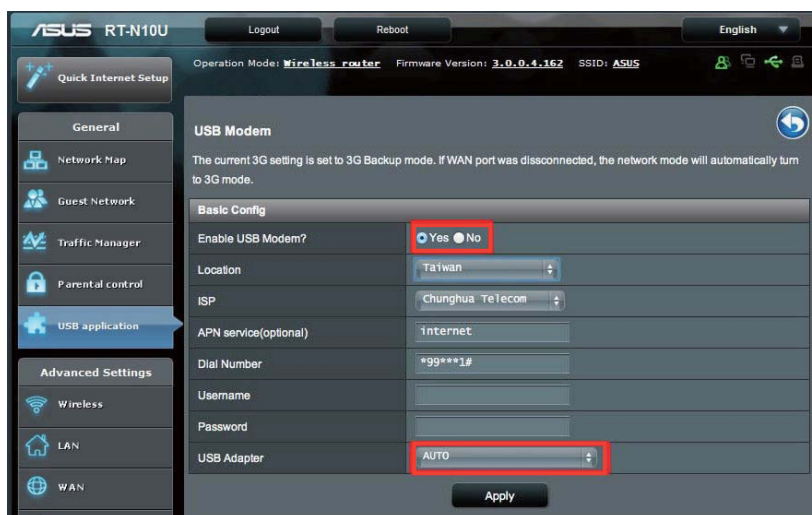 ASUS RT-N10U Logout Reboot English
Quick Internet Setup
Operation Mode: Wireless router Firmware Version: 3.0.0.4.162 SSID: ASUS
General
Network Map
Guest Network
Traffic Manager
Parental control
USB application
Advanced Settings
Wireless
LAN
WAN
USB Modem
The current 3G setting is set to 3G Backup mode. If WAN port was dissconnected, the network mode will automatically turn
to 3G mode.
Basic Config
Enable USB Modem? Yes No
Location Taiwan
ISP Chunghua Telecom
APN service(optional) internet
Dial Number *99***1#
Username
Password
USB Adapter AUTO
Apply